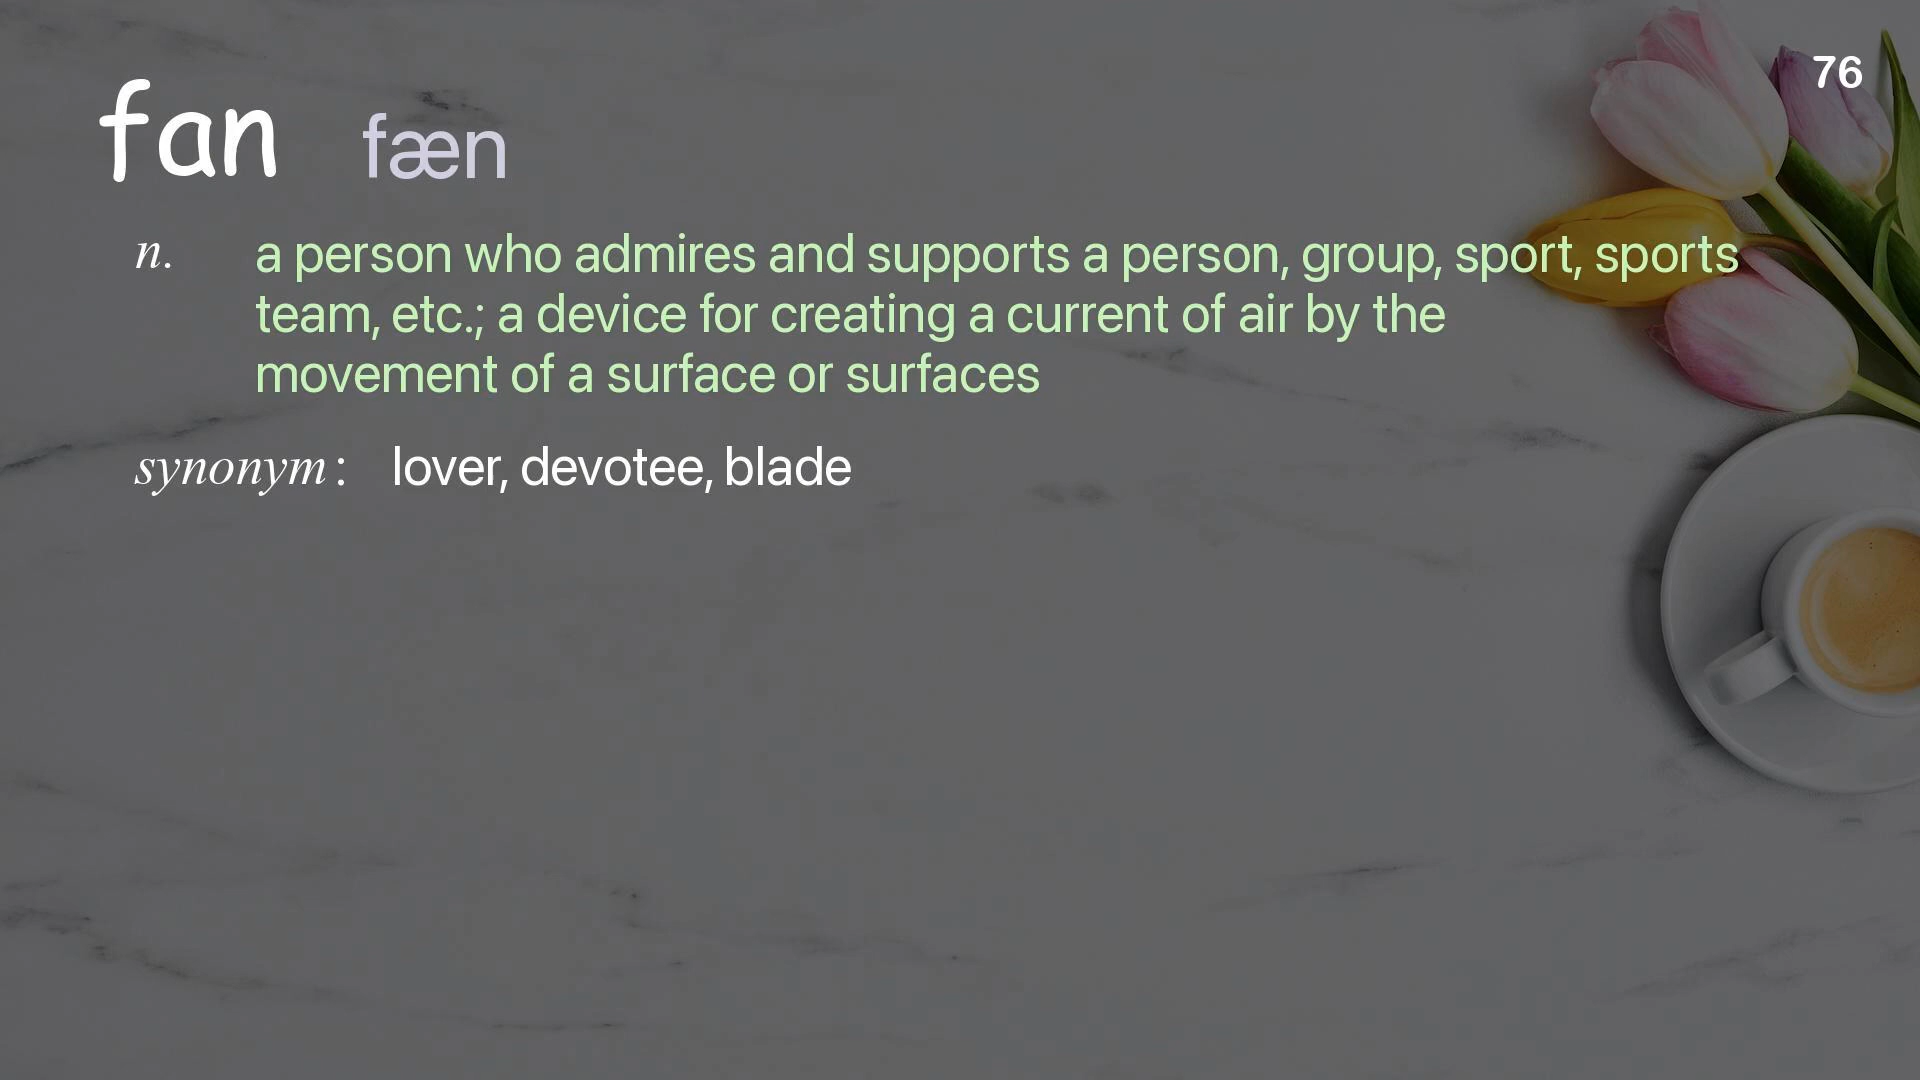 76
fan fæn
n. a person who admires and supports a person, group, sport, sports
team, etc.; a device for creating a current of air by the
movement of a surface or surfaces
synonym: lover, devotee, blade